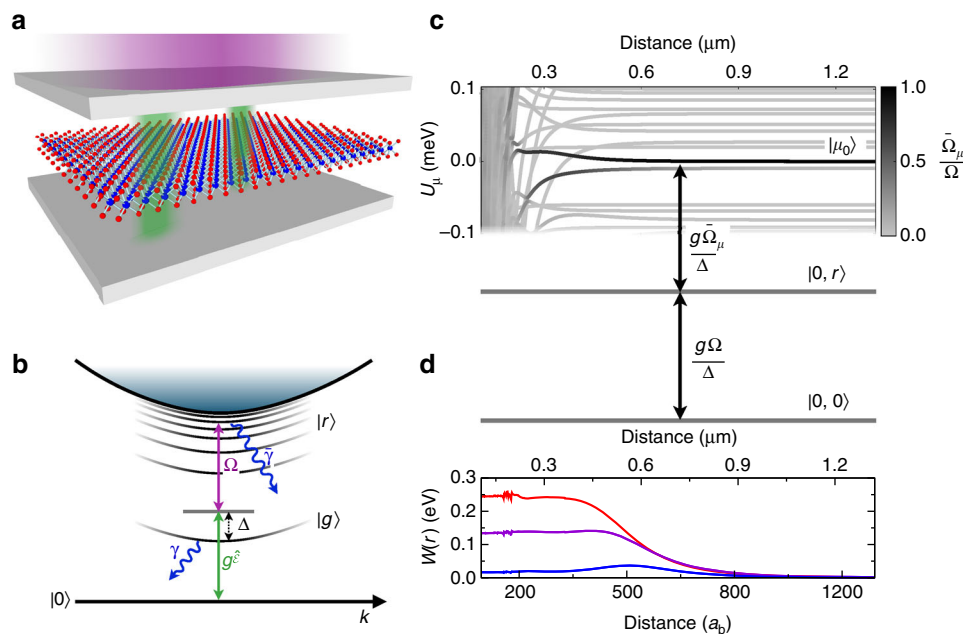 a
b
|r⟩
γ̄
Ω
|g⟩
Δ
γ
gε̂
|0⟩
k
c
Distance (μm)
0.3 0.6 0.9 1.2
0.1
0.0
−0.1
U_μ (meV)
|μ₀⟩
1.0
0.5
0.0
Ω̄_μ
Ω
gΩ̄_μ
Δ
|0, r⟩
gΩ
Δ
|0, 0⟩
d
Distance (μm)
0.3 0.6 0.9 1.2
0.2
0.1
0.0
W(r) (eV)
200 500 800 1200
Distance (a_b)